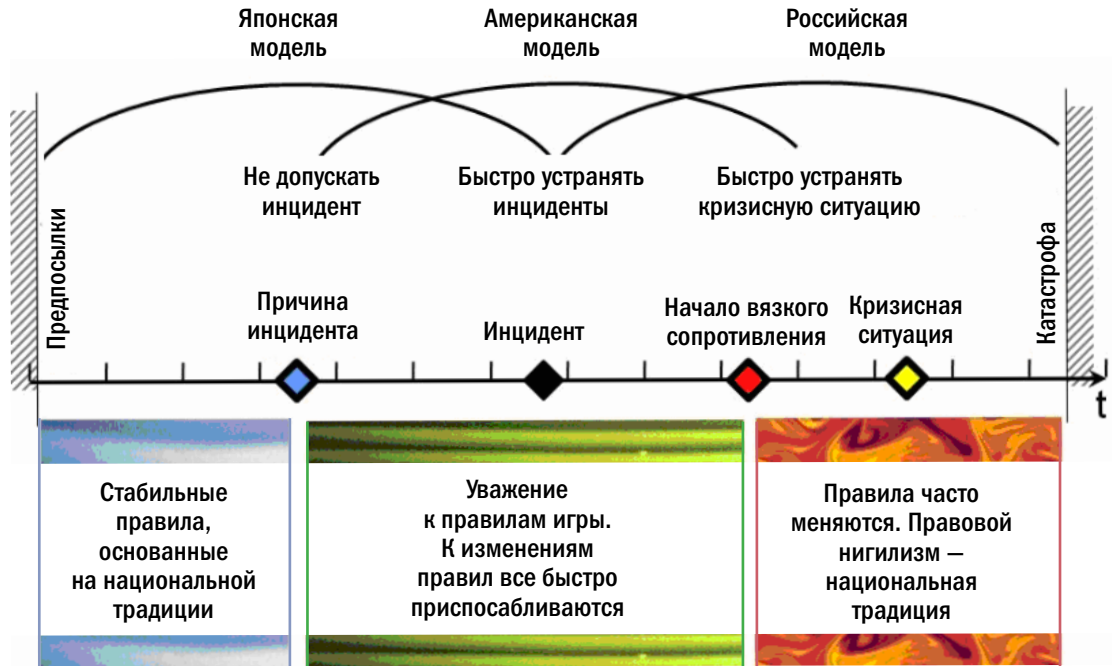 Японская
модель
Американская
модель
Российская
модель
Не допускать
инцидент
Быстро устранять
инциденты
Быстро устранять
кризисную ситуацию
Предпосылки
Причина
инцидента
Инцидент
Начало вязкого
сопротивления
Кризисная
ситуация
Катастрофа
t
Стабильные
правила,
основанные
на национальной
традиции
Уважение
к правилам игры.
К изменениям
правил все быстро
приспосабливаются
Правила часто
меняются. Правовой
нигилизм —
национальная
традиция